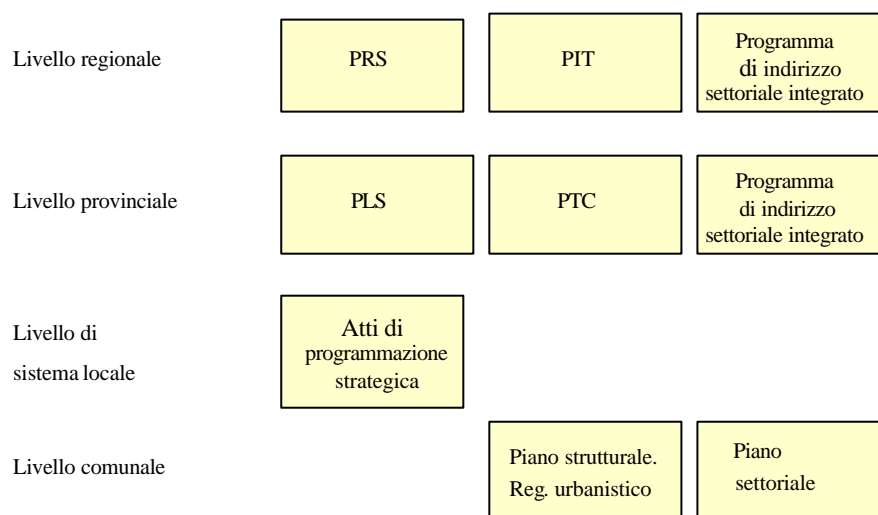 Livello regionale
PRS
PIT
Programma
di indirizzo
settoriale integrato
Livello provinciale
PLS
PTC
Programma
di indirizzo
settoriale integrato
Livello di
sistema locale
Atti di
programmazione
strategica
Livello comunale
Piano strutturale.
Reg. urbanistico
Piano
settoriale